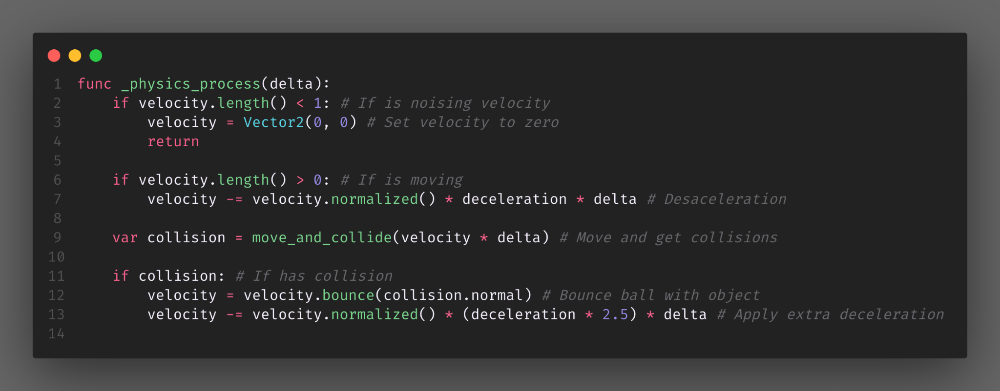 1 func _physics_process(delta):
2     if velocity.length() < 1: # If is noising velocity
3         velocity = Vector2(0, 0) # Set velocity to zero
4         return
5
6     if velocity.length() > 0: # If is moving
7         velocity -= velocity.normalized() * deceleration * delta # Desaceleration
8
9     var collision = move_and_collide(velocity * delta) # Move and get collisions
10
11     if collision: # If has collision
12         velocity = velocity.bounce(collision.normal) # Bounce ball with object
13         velocity -= velocity.normalized() * (deceleration * 2.5) * delta # Apply extra deceleration
14